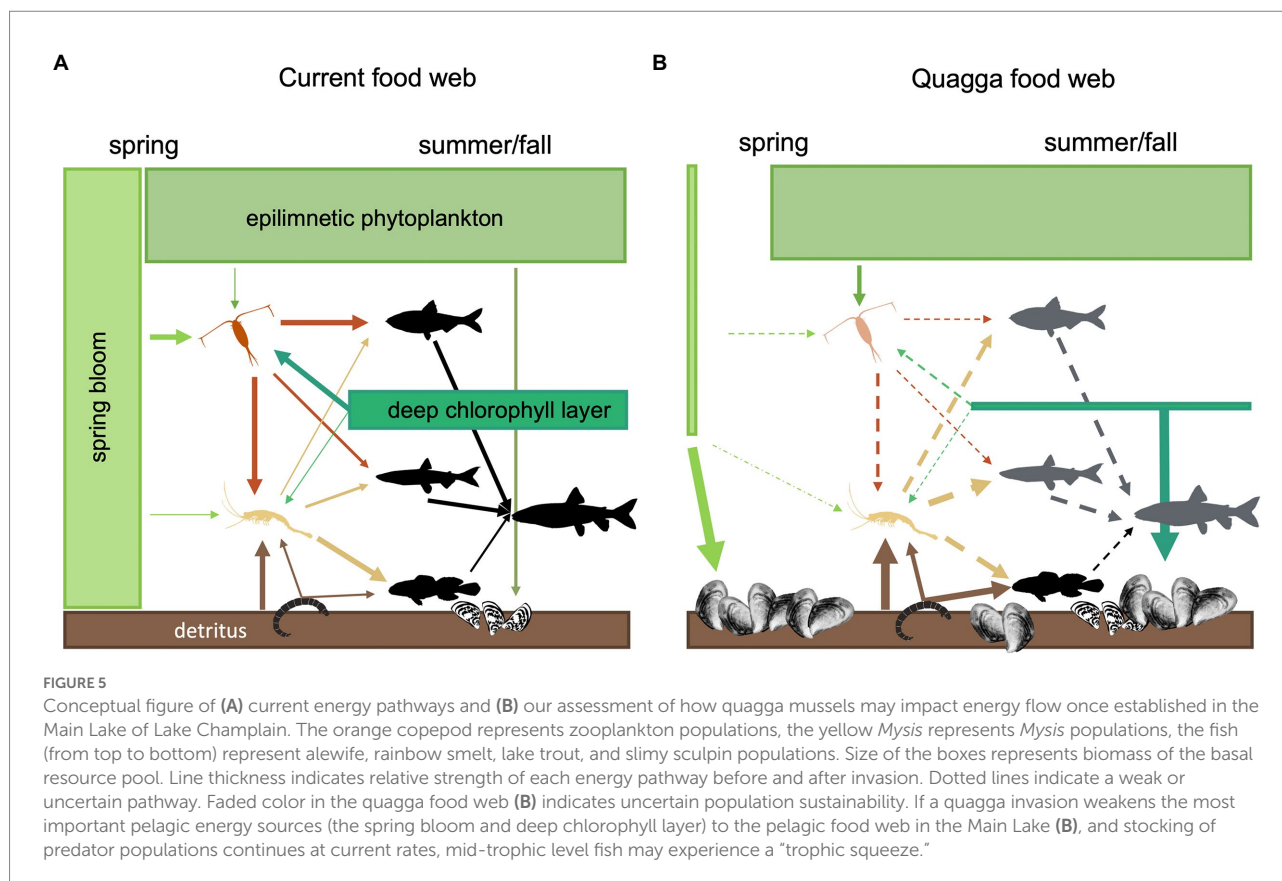 A
Current food web
spring
summer/fall
epilimnetic phytoplankton
spring bloom
deep chlorophyll layer
detritus
B
Quagga food web
spring
summer/fall
FIGURE 5
Conceptual figure of (A) current energy pathways and (B) our assessment of how quagga mussels may impact energy flow once established in the
Main Lake of Lake Champlain. The orange copepod represents zooplankton populations, the yellow Mysis represents Mysis populations, the fish
(from top to bottom) represent alewife, rainbow smelt, lake trout, and slimy sculpin populations. Size of the boxes represents biomass of the basal
resource pool. Line thickness indicates relative strength of each energy pathway before and after invasion. Dotted lines indicate a weak or
uncertain pathway. Faded color in the quagga food web (B) indicates uncertain population sustainability. If a quagga invasion weakens the most
important pelagic energy sources (the spring bloom and deep chlorophyll layer) to the pelagic food web in the Main Lake (B), and stocking of
predator populations continues at current rates, mid-trophic level fish may experience a “trophic squeeze.”